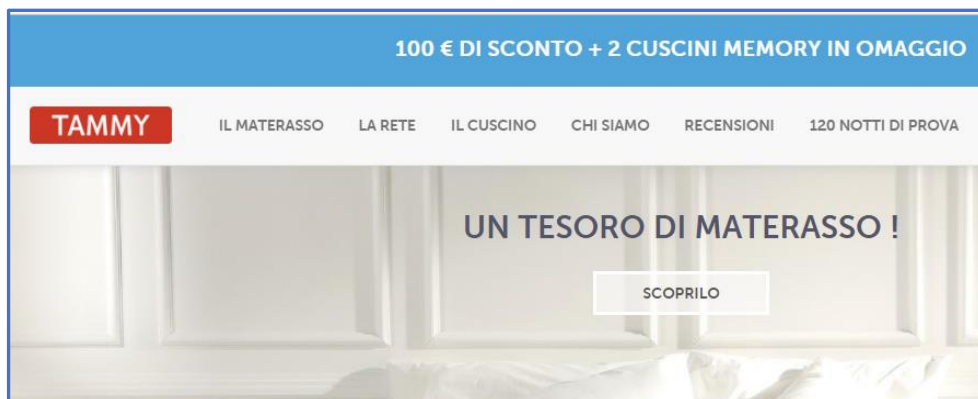 100 € DI SCONTO + 2 CUSCINI MEMORY IN OMAGGIO
TAMMY IL MATERASSO LA RETE IL CUSCINO CHI SIAMO RECENSIONI 120 NOTTI DI PROVA
UN TESORO DI MATERASSO !
SCOPRILO